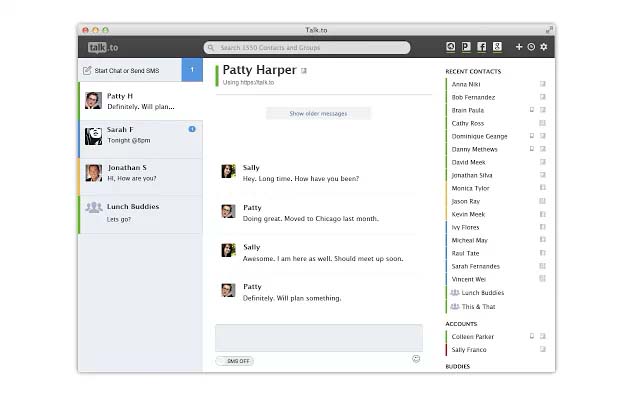 Talk.to
talk.to
Search 1550 Contacts and Groups
Start Chat or Send SMS
1
Patty H
Definitely. Will plan...
Sarah F
1
Tonight @8pm
Jonathan S
Hi, How are you?
Lunch Buddies
Lets go?
Patty Harper
Using https://talk.to
Show older messages
Sally
Hey. Long time. How have you been?
Patty
Doing great. Moved to Chicago last month.
Sally
Awesome. I am here as well. Should meet up soon.
Patty
Definitely. Will plan something.
SMS OFF
RECENT CONTACTS
Anna Niki
Bob Fernandez
Brain Paula
Cathy Ross
Dominique Geange
Danny Methews
David Meek
Jonathan Silva
Monica Tylor
Jason Ray
Kevin Meek
Ivy Flores
Micheal May
Raul Tate
Sarah Fernandes
Vincent Wei
Lunch Buddies
This & That
ACCOUNTS
Colleen Parker
Sally Franco
BUDDIES